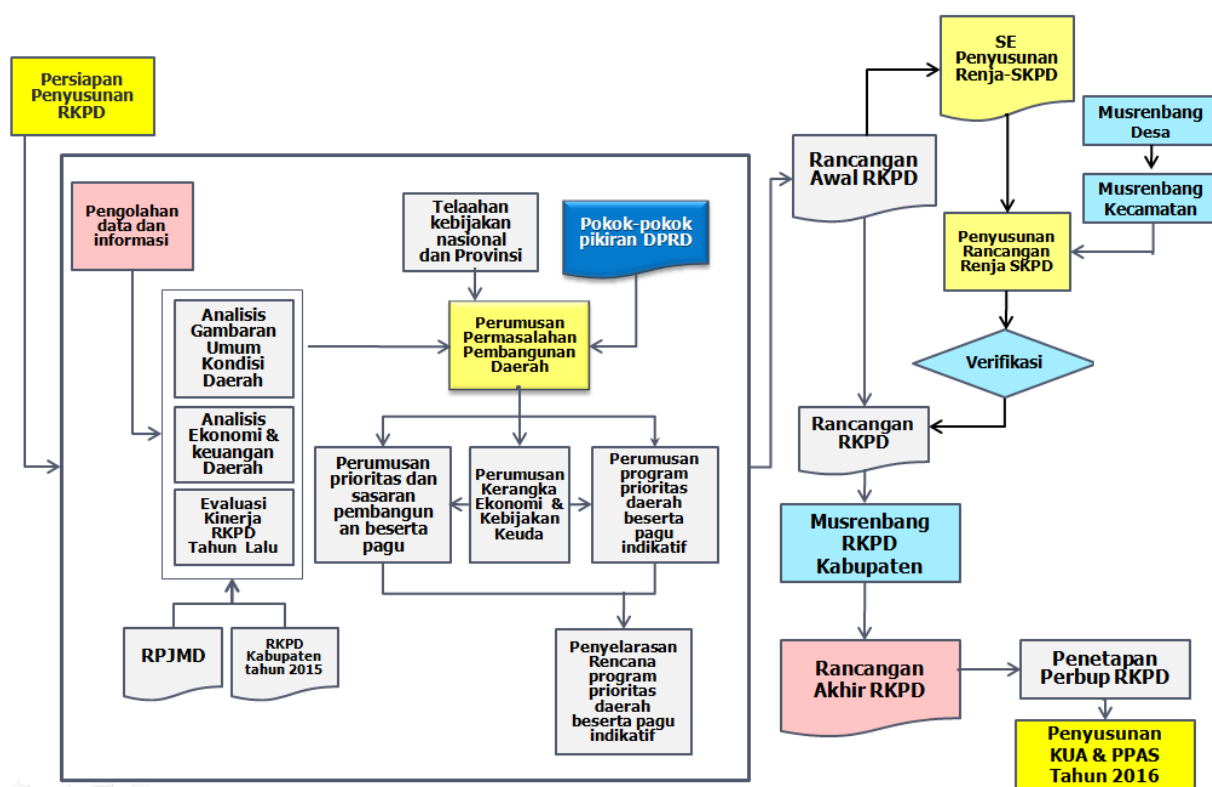 Persiapan
Penyusunan
RKPD
Pengolahan
data dan
informasi
Telaahan
kebijakan
nasional
dan Provinsi
Pokok-pokok
pikiran DPRD
Analisis
Gambaran
Umum
Kondisi
Daerah
Analisis
Ekonomi &
keuangan
Daerah
Evaluasi
Kinerja
RKPD
Tahun Lalu
RPJMD
RKPD
Kabupaten
tahun 2015
Perumusan
Permasalahan
Pembangunan
Daerah
Perumusan
prioritas dan
sasaran
pembangun
an beserta
pagu
Perumusan
Kerangka
Ekonomi &
Kebijakan
Keuda
Perumusan
program
prioritas
daerah
beserta pagu
indikatif
Penyelarasan
Rencana
program
prioritas
daerah
beserta pagu
indikatif
Rancangan
Awal RKPD
SE
Penyusunan
Renja-SKPD
Musrenbang
Desa
Musrenbang
Kecamatan
Penyusunan
Rancangan
Renja SKPD
Verifikasi
Rancangan
RKPD
Musrenbang
RKPD
Kabupaten
Rancangan
Akhir RKPD
Penetapan
Perbup RKPD
Penyusunan
KUA & PPAS
Tahun 2016